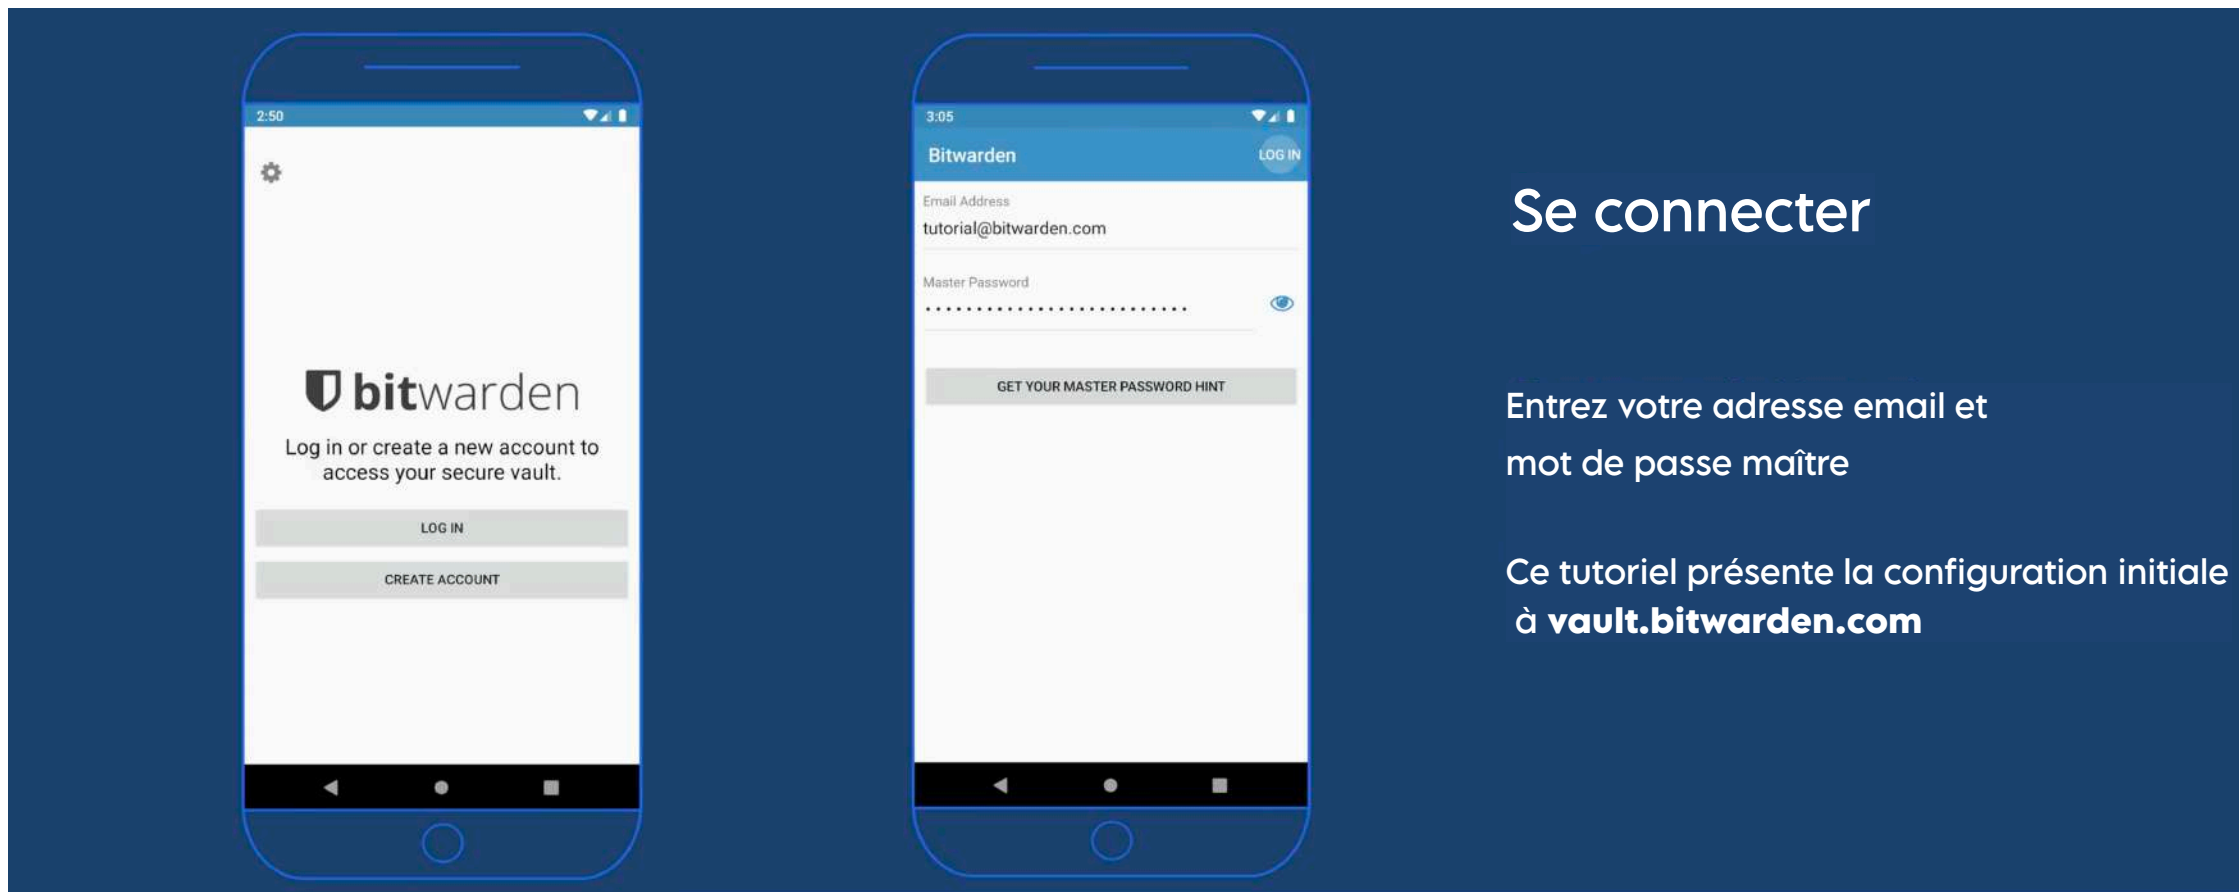 2:50
bitwarden
Log in or create a new account to
access your secure vault.
LOG IN
CREATE ACCOUNT
3:05
Bitwarden
LOG IN
Email Address
tutorial@bitwarden.com
Master Password
GET YOUR MASTER PASSWORD HINT
Se connecter
Entrez votre adresse email et
mot de passe maître
Ce tutoriel présente la configuration initiale
à vault.bitwarden.com